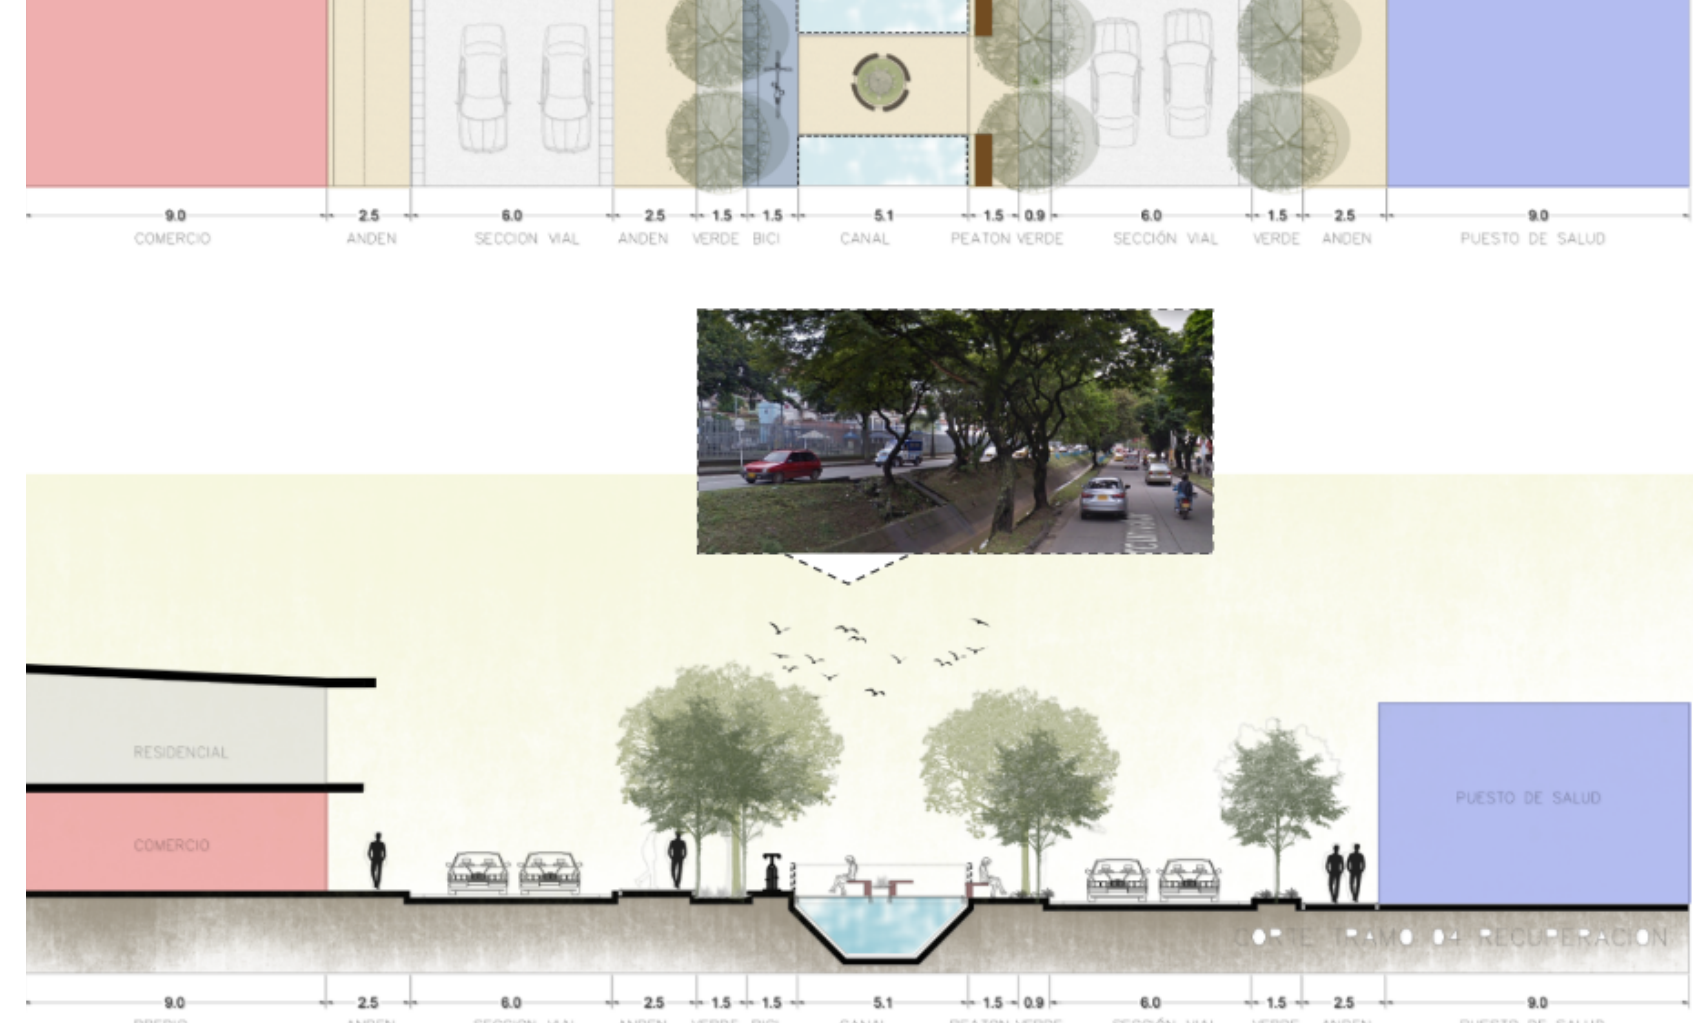 9.0 2.5 6.0 2.5 1.5 1.5 5.1 1.5 0.9 6.0 1.5 2.5 9.0
COMERCIO ANDEN SECCION VIAL ANDEN VERDE BICI CANAL PEATON VERDE SECCIÓN VIAL VERDE ANDEN PUESTO DE SALUD
RESIDENCIAL
PUESTO DE SALUD
COMERCIO
CORTE TRAMO 04 RECUPERACION
9.0 2.5 6.0 2.5 1.5 1.5 5.1 1.5 0.9 6.0 1.5 2.5 9.0